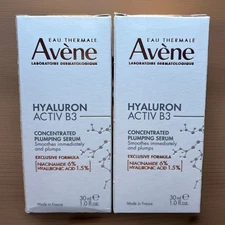 EAU THERMALE
Avène
LABORATOIRE DERMATOLOGIQUE
HYALURON
ACTIV B3
CONCENTRATED
PLUMPING SERUM
Smoothes immediately
and plumps
EXCLUSIVE FORMULA
NIACINAMIDE 6%
HYALURONIC ACID 1.5%
Made in France
30 ml
1.0 fl.oz.
EAU THERMALE
Avène
LABORATOIRE DERMATOLOGIQUE
HYALURON
ACTIV B3
CONCENTRATED
PLUMPING SERUM
Smoothes immediately
and plumps
EXCLUSIVE FORMULA
NIACINAMIDE 6%
HYALURONIC ACID 1.5%
Made in France
30 ml
1.0 fl.oz.